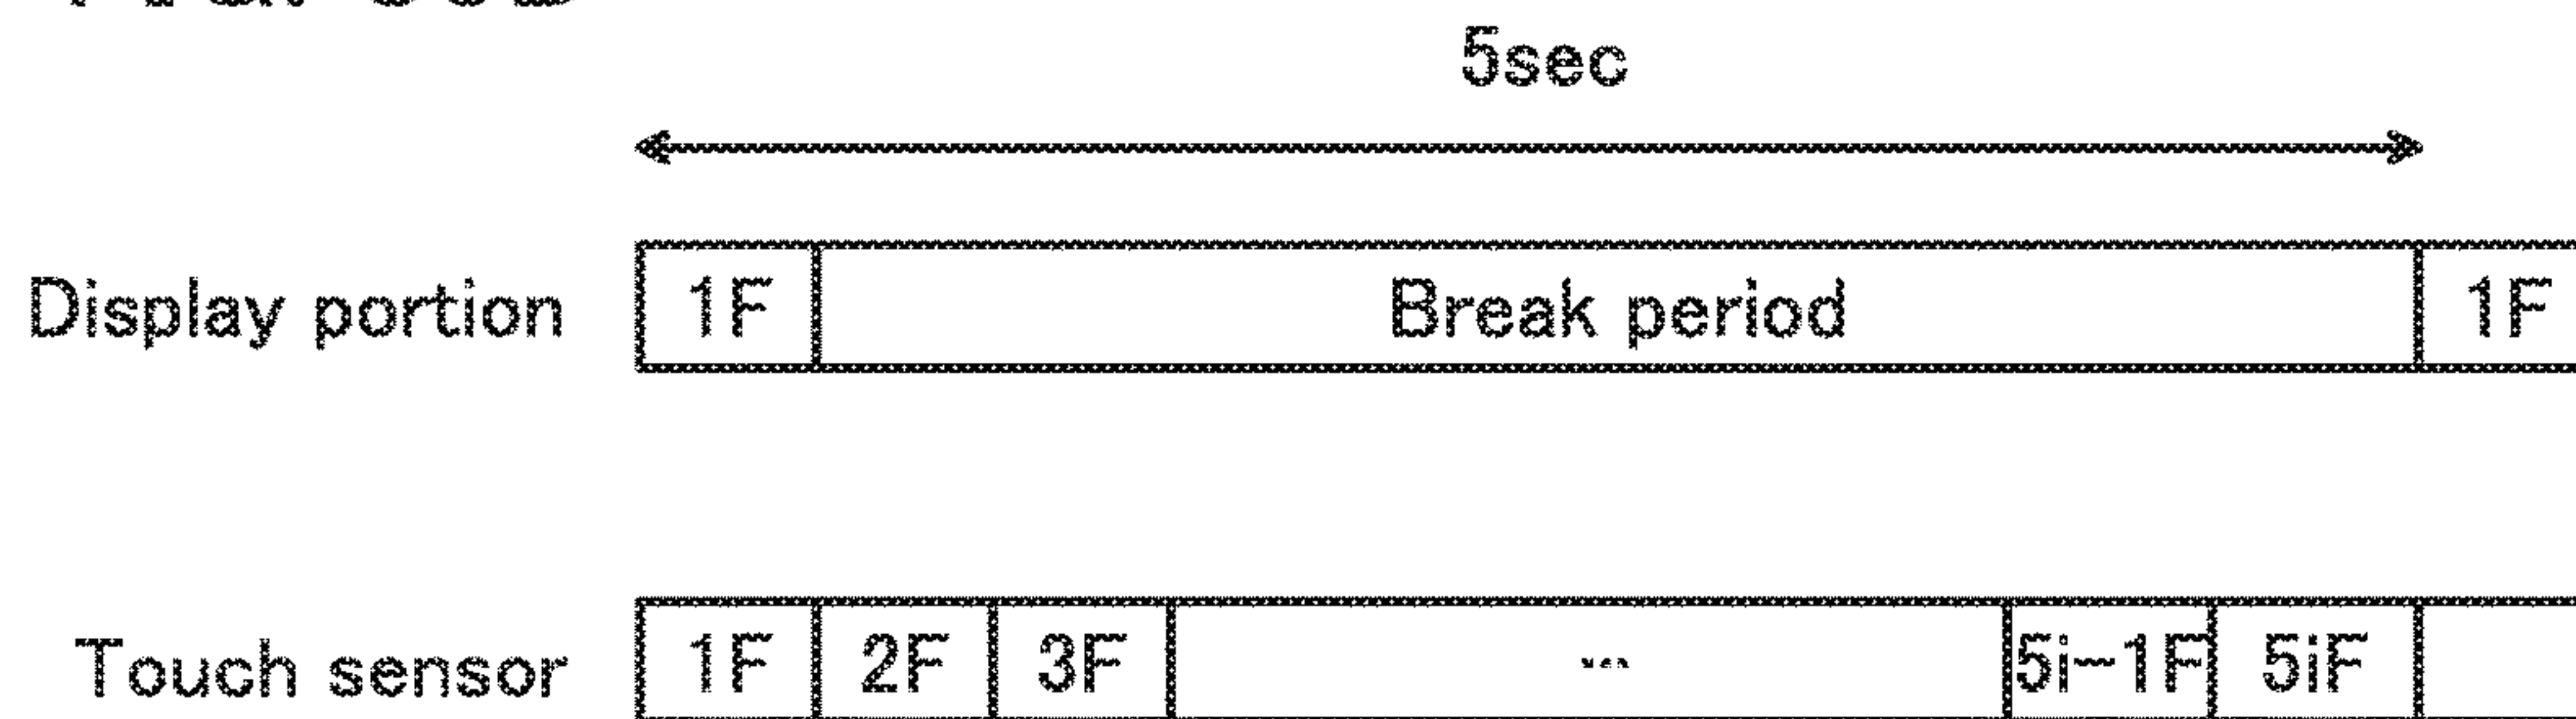 5sec
Display portion 1F Break period 1F
Touch sensor 1F 2F 3F ... 5i-1F 5iF